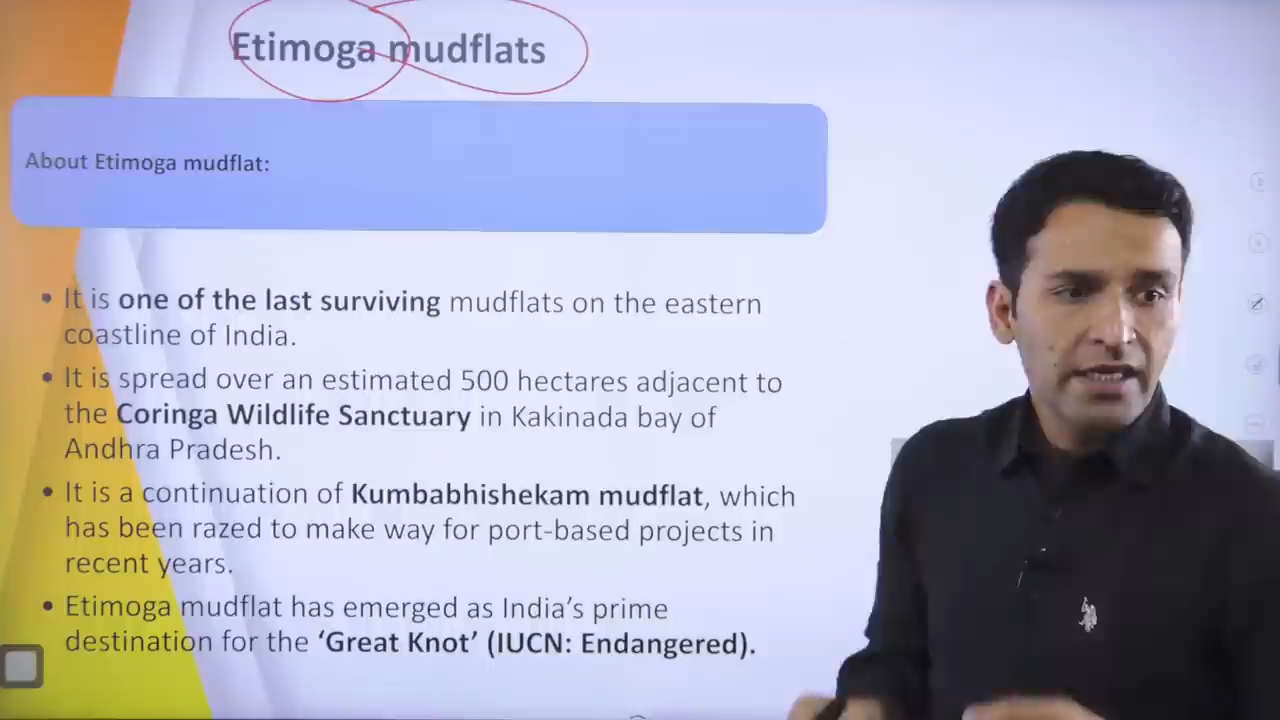 Etimoga mudflats
About Etimoga mudflat:
• It is one of the last surviving mudflats on the eastern
coastline of India.
• It is spread over an estimated 500 hectares adjacent to
the Coringa Wildlife Sanctuary in Kakinada bay of
Andhra Pradesh.
• It is a continuation of Kumbabhishekam mudflat, which
has been razed to make way for port-based projects in
recent years.
• Etimoga mudflat has emerged as India’s prime
destination for the ‘Great Knot’ (IUCN: Endangered).